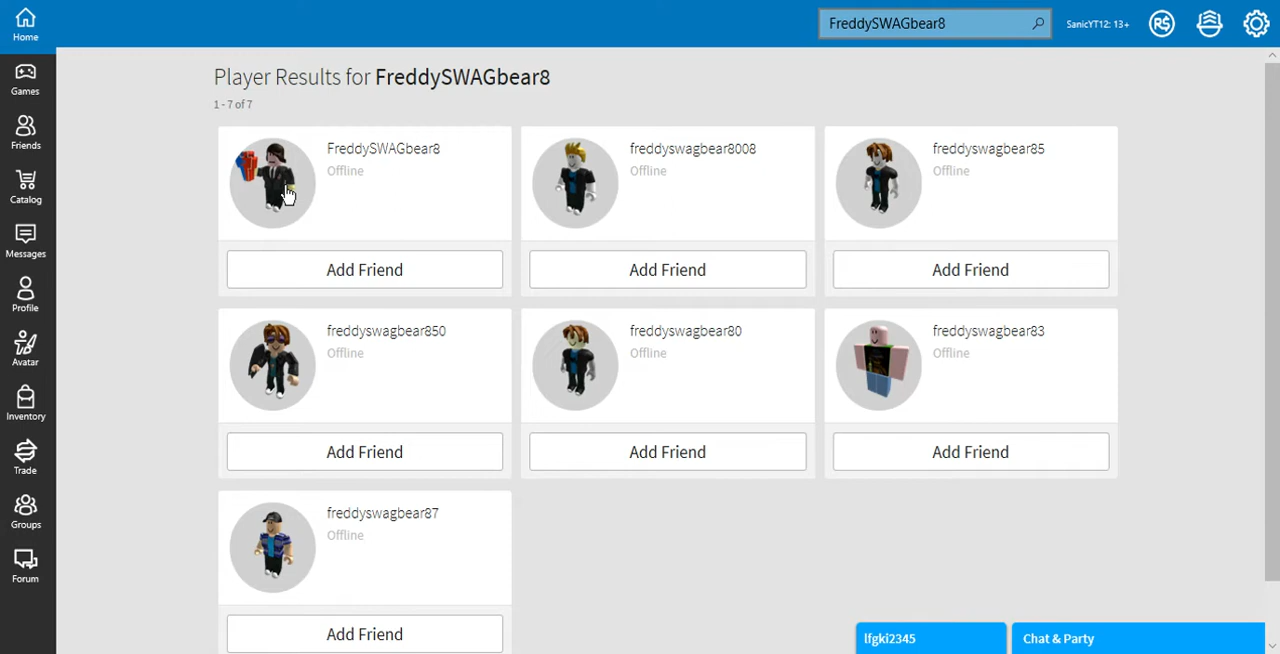 Home
FreddySWAGbear8
SanicYT12: 13+
R$
Games
Friends
Catalog
Messages
Profile
Avatar
Inventory
Trade
Groups
Forum
Player Results for FreddySWAGbear8
1 - 7 of 7
FreddySWAGbear8
Offline
Add Friend
freddyswagbear8008
Offline
Add Friend
freddyswagbear85
Offline
Add Friend
freddyswagbear850
Offline
Add Friend
freddyswagbear80
Offline
Add Friend
freddyswagbear83
Offline
Add Friend
freddyswagbear87
Offline
Add Friend
lfgki2345
Chat & Party